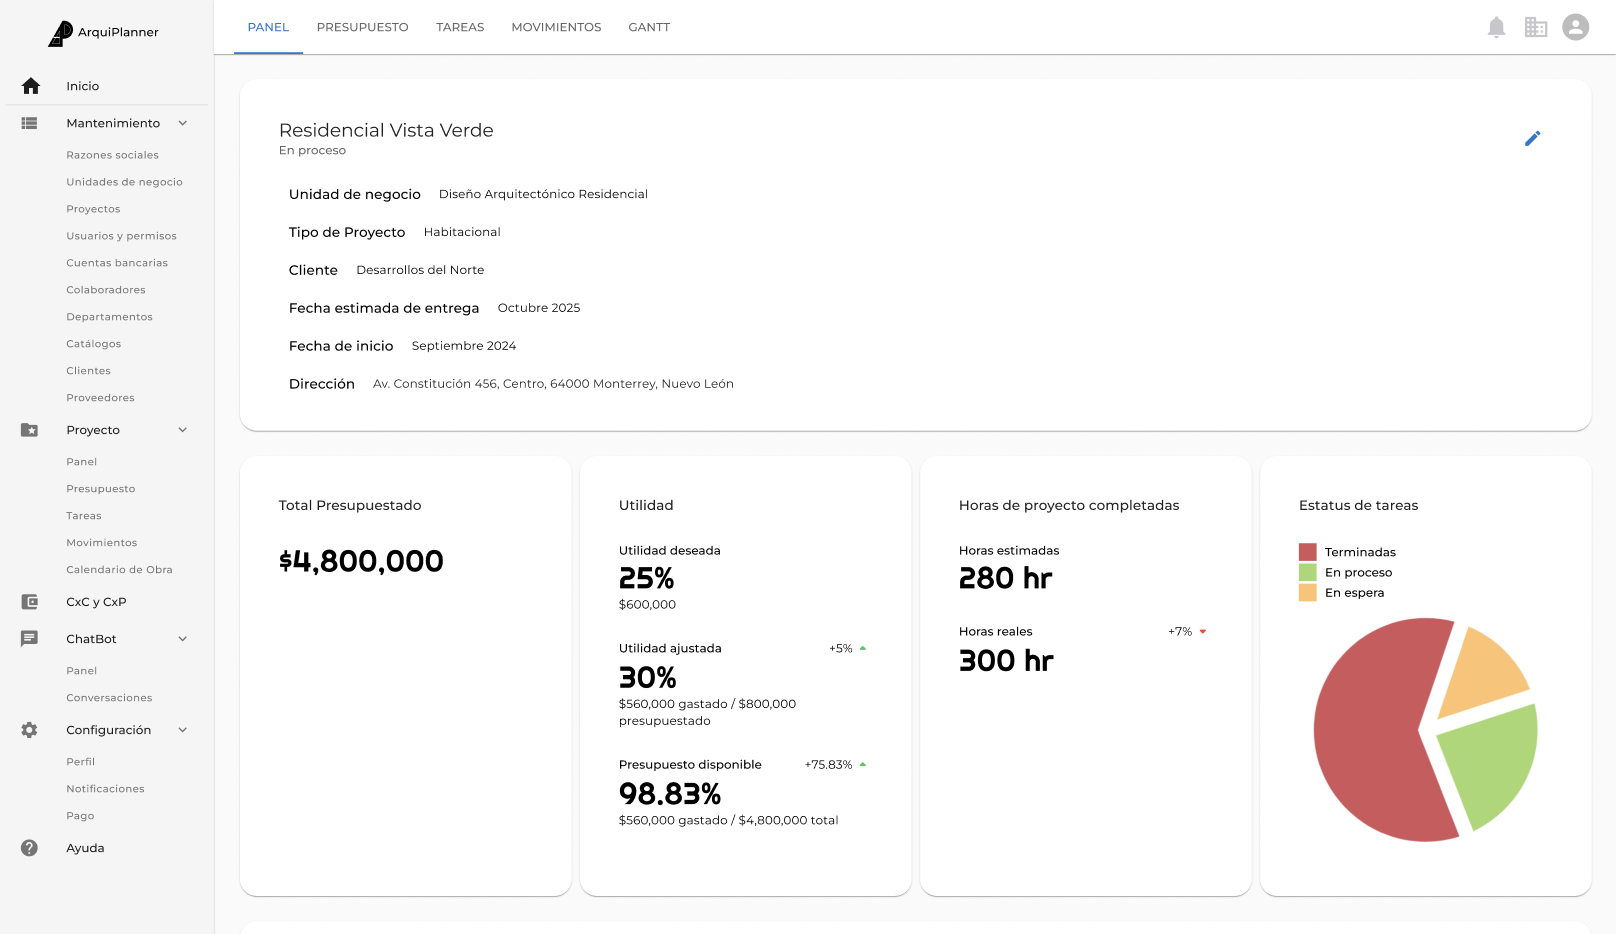 ArquiPlanner
Inicio
Mantenimiento
Razones sociales
Unidades de negocio
Proyectos
Usuarios y permisos
Cuentas bancarias
Colaboradores
Departamentos
Catálogos
Clientes
Proveedores
Proyecto
Panel
Presupuesto
Tareas
Movimientos
Calendario de Obra
CxC y CxP
ChatBot
Panel
Conversaciones
Configuración
Perfil
Notificaciones
Pago
Ayuda
PANEL PRESUPUESTO TAREAS MOVIMIENTOS GANTT
Residencial Vista Verde
En proceso
Unidad de negocio Diseño Arquitectónico Residencial
Tipo de Proyecto Habitacional
Cliente Desarrollos del Norte
Fecha estimada de entrega Octubre 2025
Fecha de inicio Septiembre 2024
Dirección Av. Constitución 456, Centro, 64000 Monterrey, Nuevo León
Total Presupuestado
$4,800,000
Utilidad
Utilidad deseada
25%
$600,000
Utilidad ajustada +5%
30%
$560,000 gastado / $800,000
presupuestado
Presupuesto disponible +75.83%
98.83%
$560,000 gastado / $4,800,000 total
Horas de proyecto completadas
Horas estimadas
280 hr
Horas reales +7%
300 hr
Estatus de tareas
Terminadas
En proceso
En espera